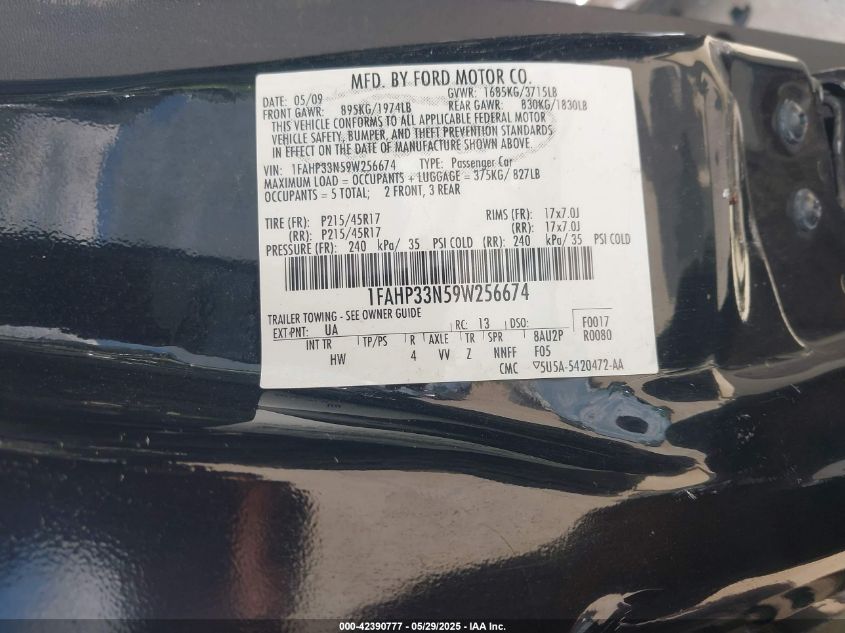 MFD. BY FORD MOTOR CO.
DATE: 05/09 GVWR: 1685KG/3715LB
FRONT GAWR: 895KG/1974LB REAR GAWR: 830KG/1830LB
THIS VEHICLE CONFORMS TO ALL APPLICABLE FEDERAL MOTOR
VEHICLE SAFETY, BUMPER, AND THEFT PREVENTION STANDARDS
IN EFFECT ON THE DATE OF MANUFACTURE SHOWN ABOVE.
VIN: 1FAHP33N59W256674 TYPE: Passenger Car
MAXIMUM LOAD = OCCUPANTS + LUGGAGE = 375KG/ 827LB
OCCUPANTS = 5 TOTAL; 2 FRONT, 3 REAR
TIRE (FR): P215/45R17 RIMS (FR): 17x7.0J
(RR): P215/45R17 (RR): 17x7.0J
PRESSURE (FR): 240 kPa/ 35 PSI COLD (RR): 240 kPa/ 35 PSI COLD
1FAHP33N59W256674
TRAILER TOWING - SEE OWNER GUIDE
EXT PNT: UA RC: 13 DSO: F0017
INT TR TP/PS R AXLE TR SPR 8AU2P R0080
HW 4 VV Z NNFF F05
CMC ▽5U5A-5420472-AA
000-42390777 - 05/29/2025 - IAA Inc.